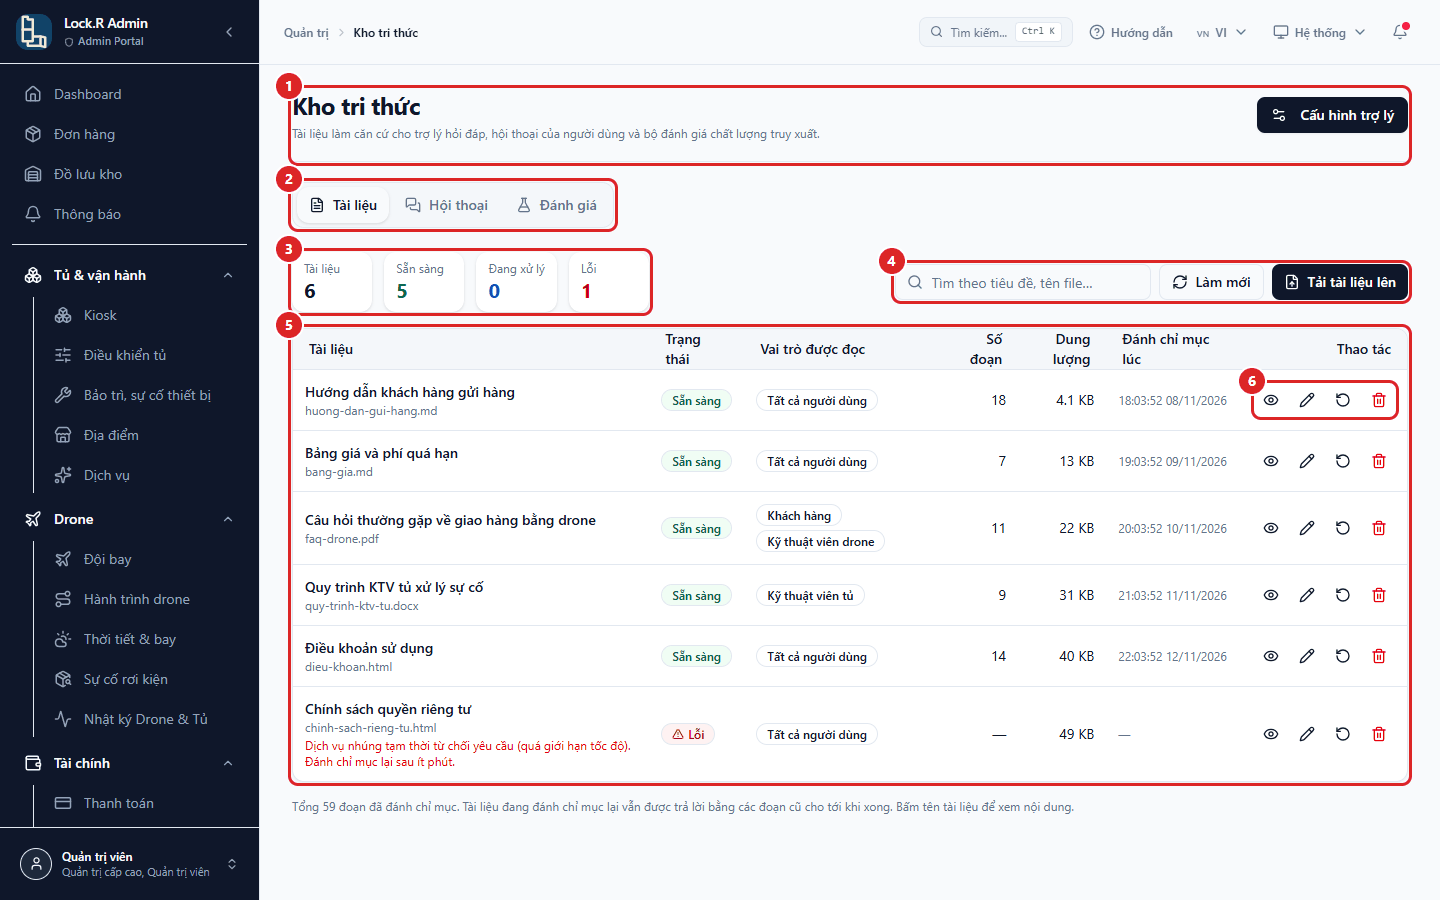 Lock.R Admin
Admin Portal
Dashboard
Đơn hàng
Đồ lưu kho
Thông báo
Tủ & vận hành
Kiosk
Điều khiển tủ
Bảo trì, sự cố thiết bị
Địa điểm
Dịch vụ
Drone
Đội bay
Hành trình drone
Thời tiết & bay
Sự cố rơi kiện
Nhật ký Drone & Tủ
Tài chính
Thanh toán
Quản trị viên
Quản trị cấp cao, Quản trị viên
Quản trị
Kho tri thức
Tìm kiếm...
Ctrl K
Hướng dẫn
VN VI
Hệ thống
1
Kho tri thức
Tài liệu làm căn cứ cho trợ lý hỏi đáp, hội thoại của người dùng và bộ đánh giá chất lượng truy xuất.
Cấu hình trợ lý
2
Tài liệu
Hội thoại
Đánh giá
3
Tài liệu
6
Sẵn sàng
5
Đang xử lý
0
Lỗi
1
4
Tìm theo tiêu đề, tên file...
Làm mới
Tải tài liệu lên
5
Tài liệu
Trạng thái
Vai trò được đọc
Số đoạn
Dung lượng
Đánh chỉ mục lúc
Thao tác
6
Hướng dẫn khách hàng gửi hàng
huong-dan-gui-hang.md
Sẵn sàng
Tất cả người dùng
18
4.1 KB
18:03:52 08/11/2026
Bảng giá và phí quá hạn
bang-gia.md
Sẵn sàng
Tất cả người dùng
7
13 KB
19:03:52 09/11/2026
Câu hỏi thường gặp về giao hàng bằng drone
faq-drone.pdf
Sẵn sàng
Khách hàng
Kỹ thuật viên drone
11
22 KB
20:03:52 10/11/2026
Quy trình KTV tủ xử lý sự cố
quy-trinh-ktv-tu.docx
Sẵn sàng
Kỹ thuật viên tủ
9
31 KB
21:03:52 11/11/2026
Điều khoản sử dụng
dieu-khoan.html
Sẵn sàng
Tất cả người dùng
14
40 KB
22:03:52 12/11/2026
Chính sách quyền riêng tư
chinh-sach-rieng-tu.html
Dịch vụ nhúng tạm thời từ chối yêu cầu (quá giới hạn tốc độ).
Đánh chỉ mục lại sau ít phút.
Lỗi
Tất cả người dùng
—
49 KB
—
Tổng 59 đoạn đã đánh chỉ mục. Tài liệu đang đánh chỉ mục lại vẫn được trả lời bằng các đoạn cũ cho tới khi xong. Bấm tên tài liệu để xem nội dung.